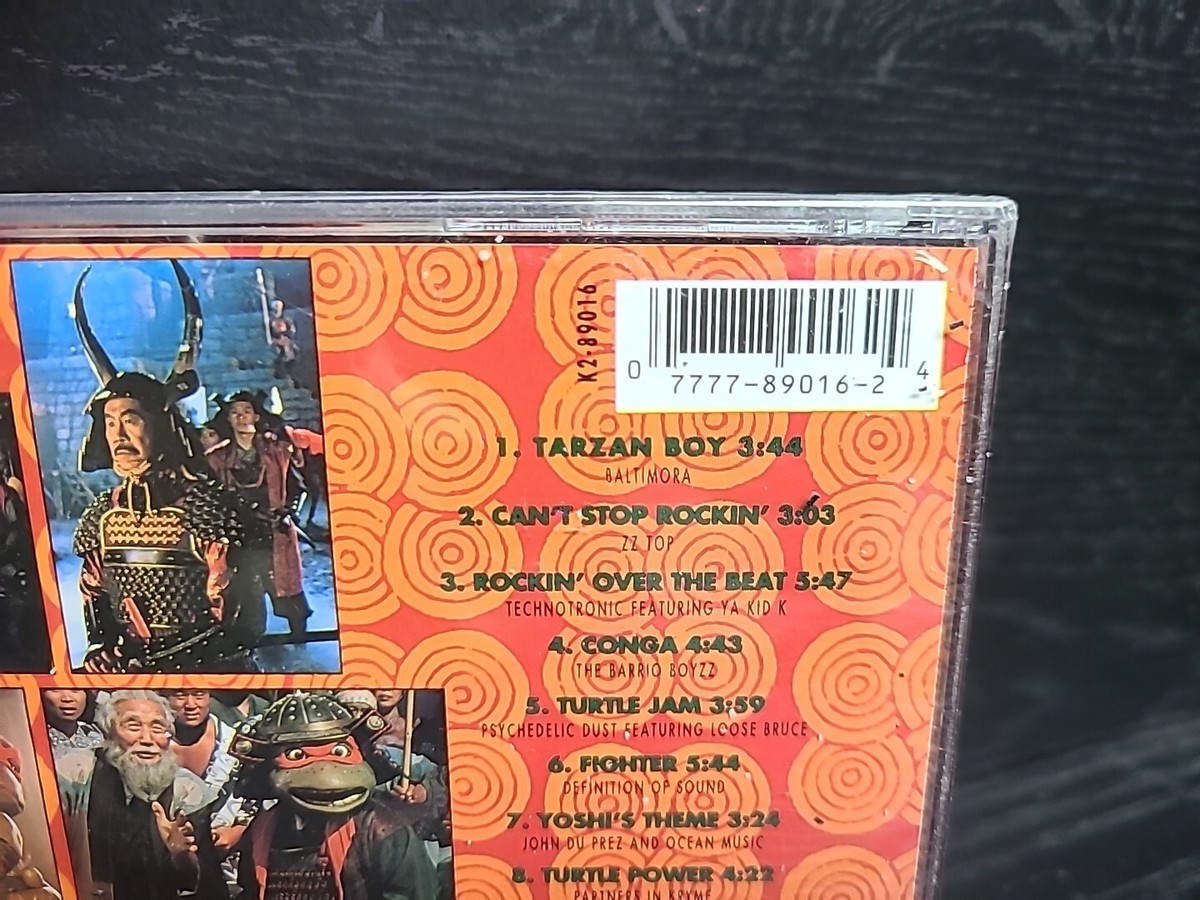 K2-89016
0 7777-89016-2 4
1. TARZAN BOY 3:44
BALTIMORA
2. CAN'T STOP ROCKIN' 3:03
ZZ TOP
3. ROCKIN' OVER THE BEAT 5:47
TECHNOTRONIC FEATURING YA KID K
4. CONGA 4:43
THE BARRIO BOYZZ
5. TURTLE JAM 3:59
PSYCHEDELIC DUST FEATURING LOOSE BRUCE
6. FIGHTER 5:44
DEFINITION OF SOUND
7. YOSHI'S THEME 3:24
JOHN DU PREZ AND OCEAN MUSIC
8. TURTLE POWER 4:22
PARTNERS IN KRYME